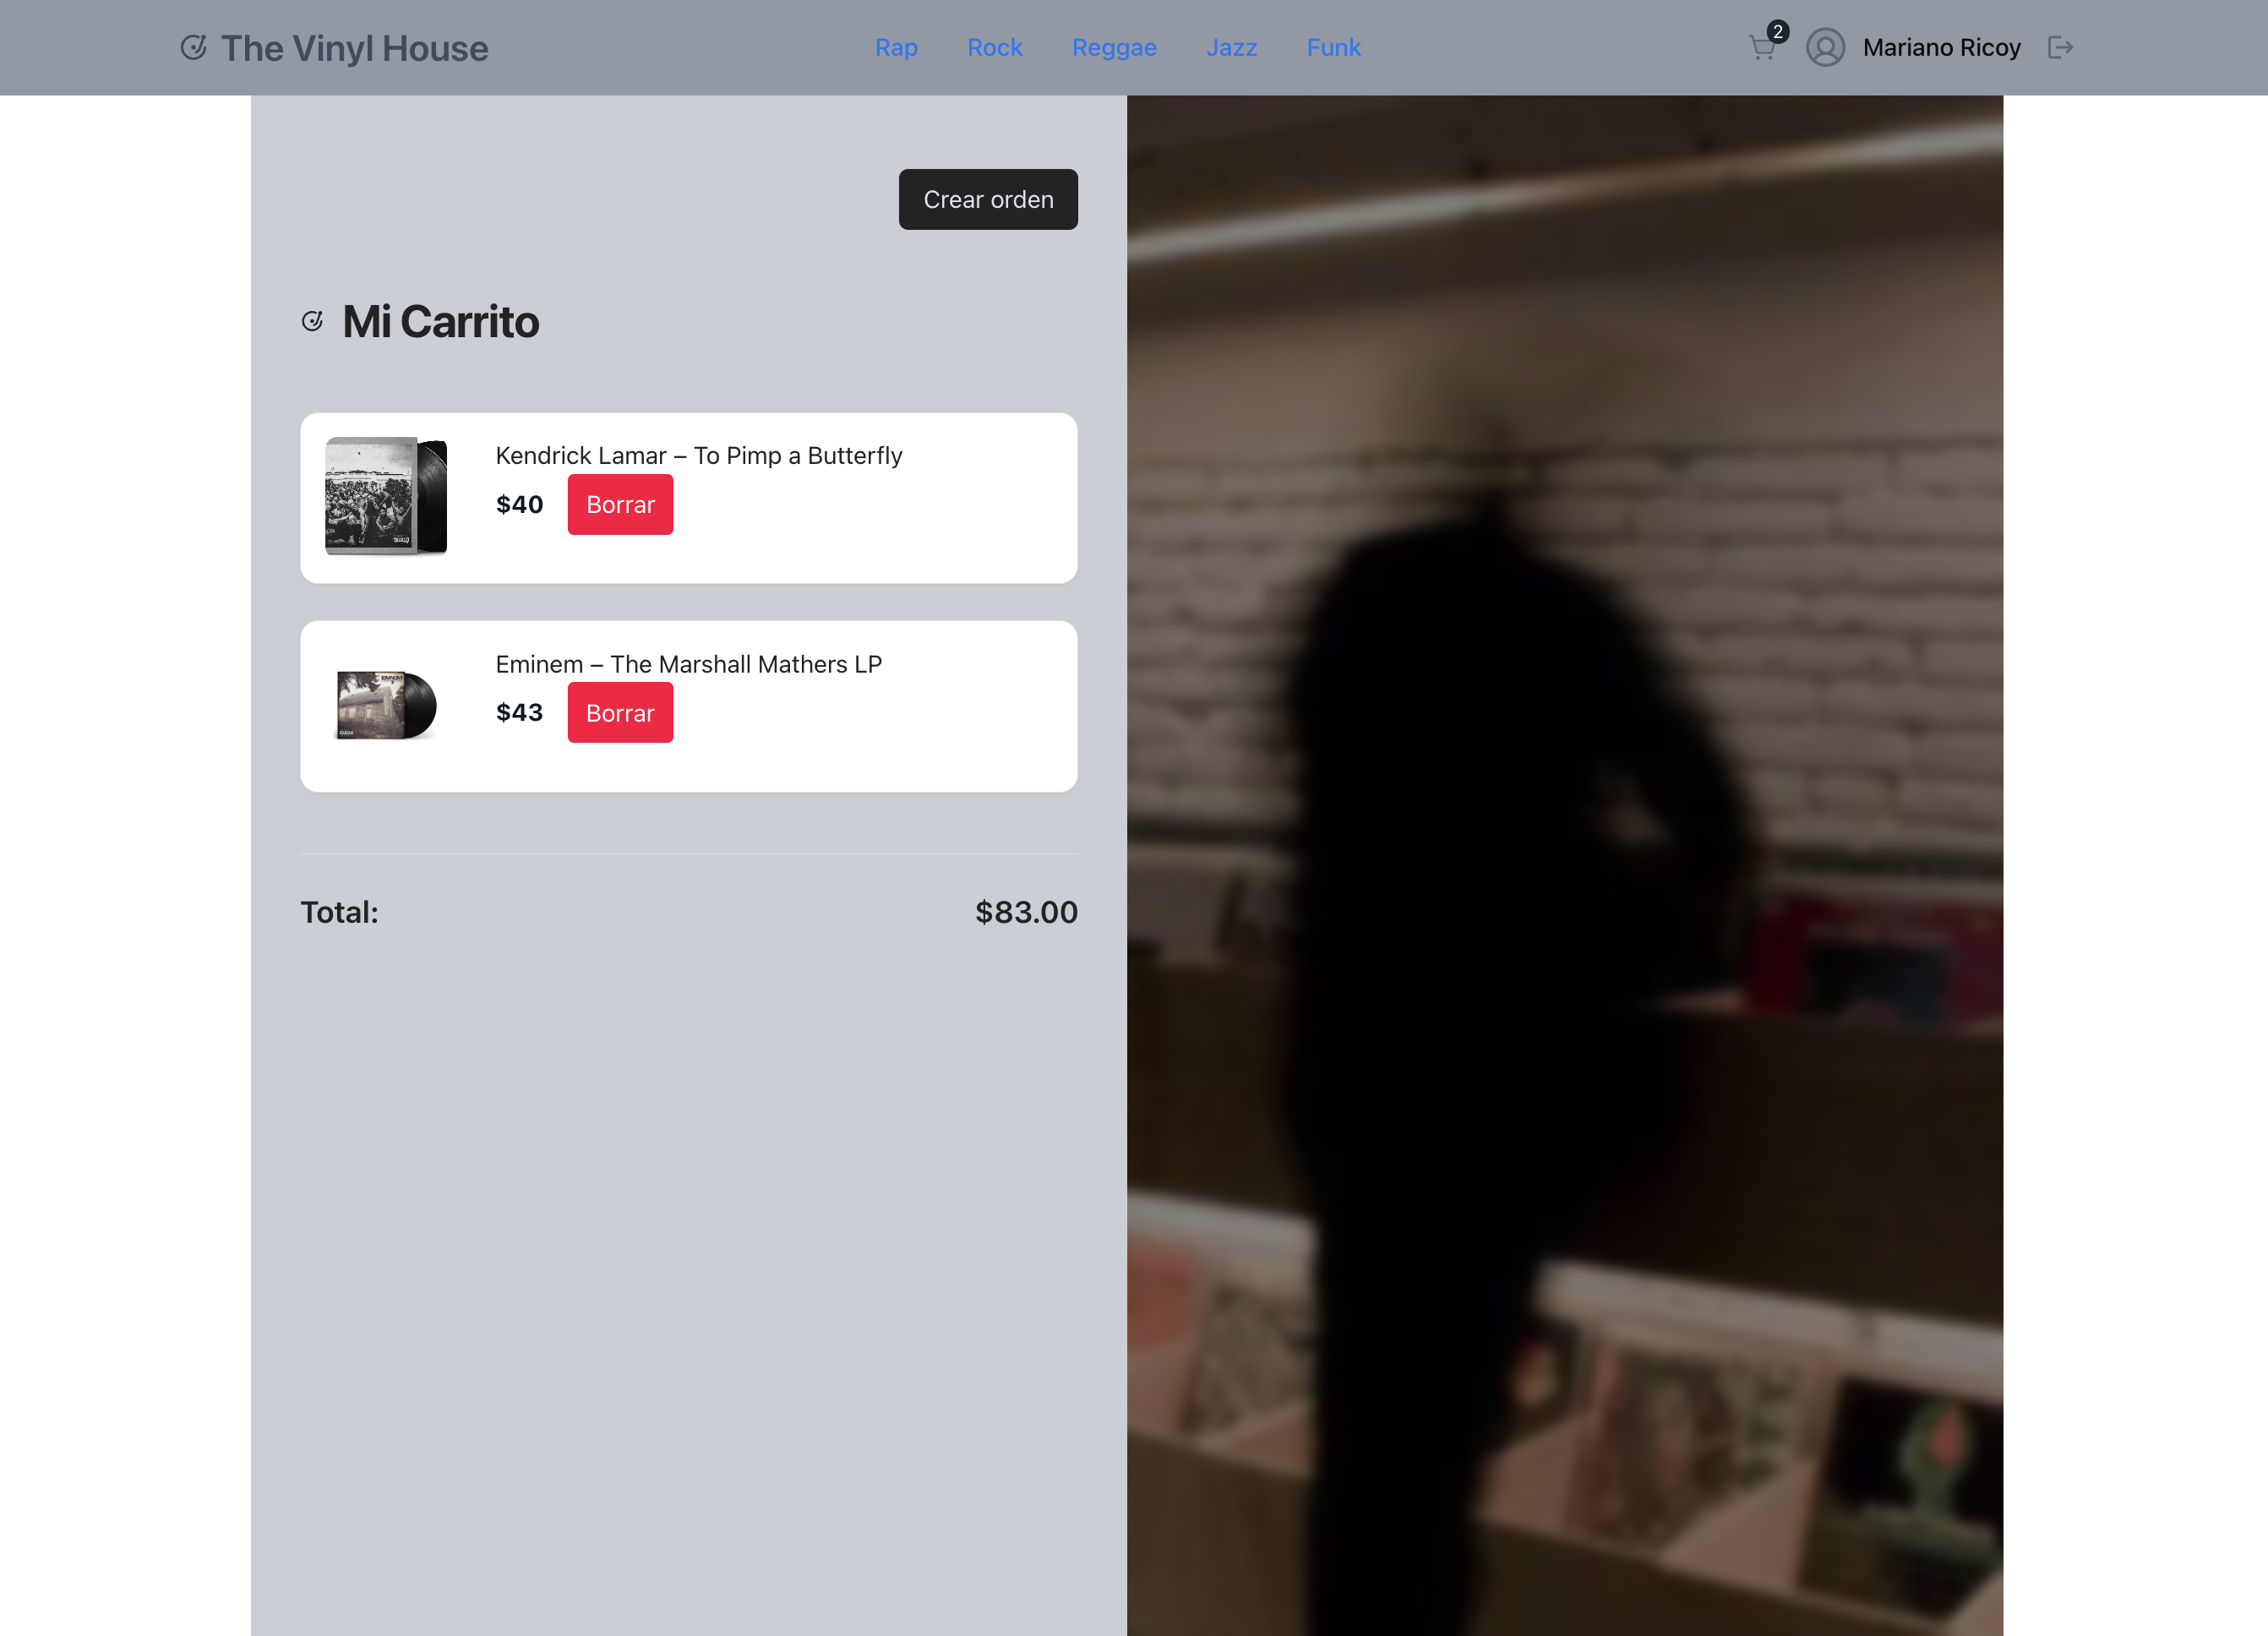 The Vinyl House
Rap Rock Reggae Jazz Funk
2
Mariano Ricoy
Crear orden
Mi Carrito
Kendrick Lamar – To Pimp a Butterfly
$40 Borrar
Eminem – The Marshall Mathers LP
$43 Borrar
EMINEM
Total: $83.00